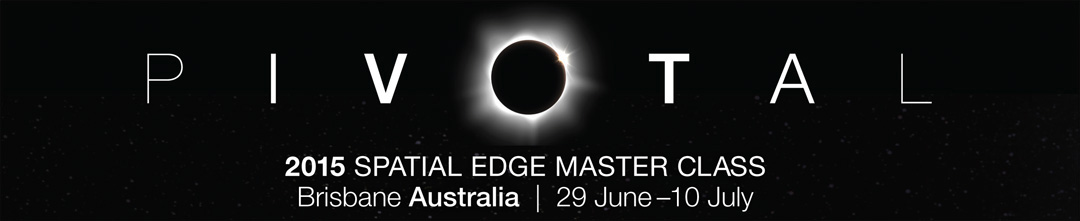 PIVOTAL
2015 SPATIAL EDGE MASTER CLASS
Brisbane Australia | 29 June–10 July